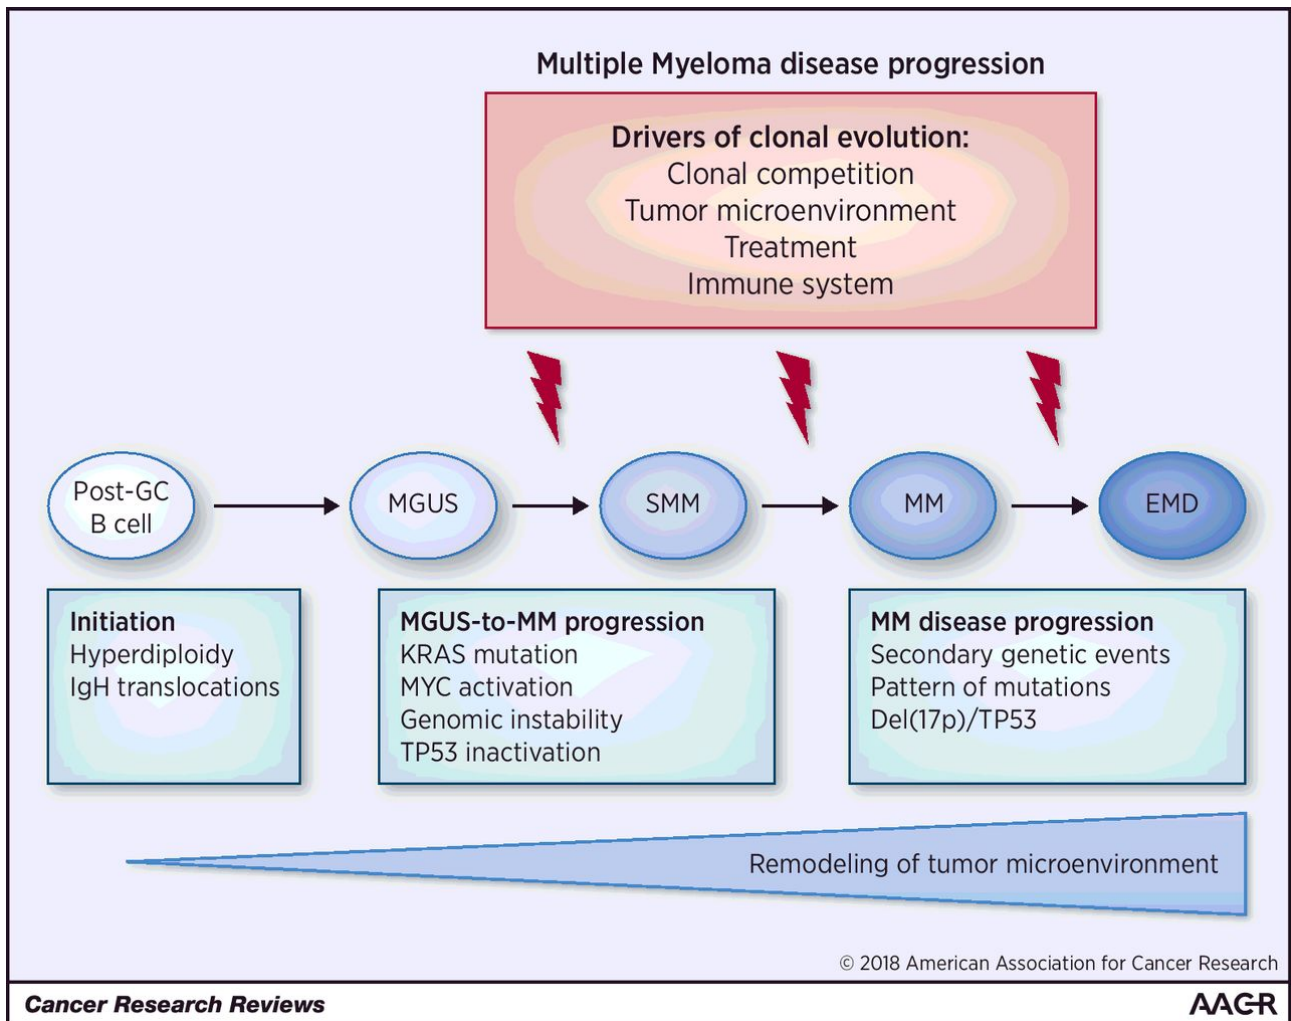 Multiple Myeloma disease progression
Drivers of clonal evolution:
Clonal competition
Tumor microenvironment
Treatment
Immune system
Post-GC
B cell
MGUS
SMM
MM
EMD
Initiation
Hyperdiploidy
IgH translocations
MGUS-to-MM progression
KRAS mutation
MYC activation
Genomic instability
TP53 inactivation
MM disease progression
Secondary genetic events
Pattern of mutations
Del(17p)/TP53
Remodeling of tumor microenvironment
© 2018 American Association for Cancer Research
Cancer Research Reviews
AACR